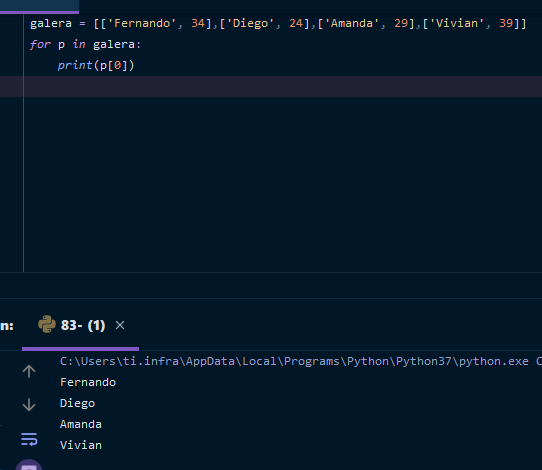 galera = [['Fernando', 34],['Diego', 24],['Amanda', 29],['Vivian', 39]]
for p in galera:
    print(p[0])
n:
83- (1)
C:\Users\ti.infra\AppData\Local\Programs\Python\Python37\python.exe C
Fernando
Diego
Amanda
Vivian